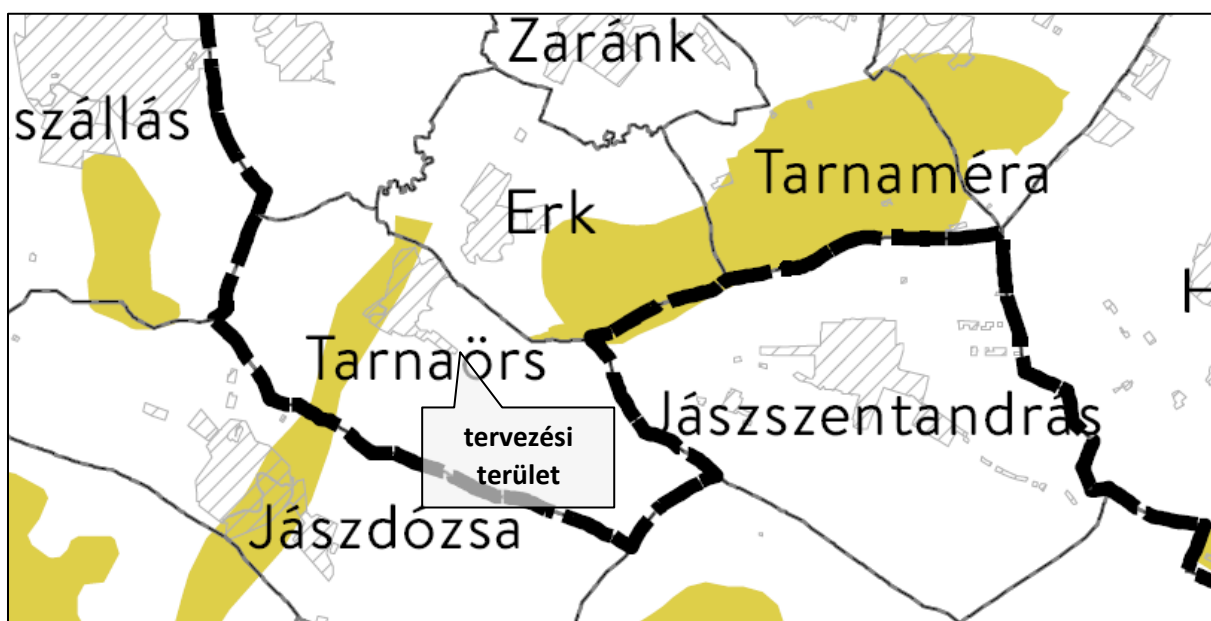 Zaránk
szállás
Tarnaméra
Erk
H
Tarnaörs
Jászszentandrás
tervezési
terület
Jászdózsa